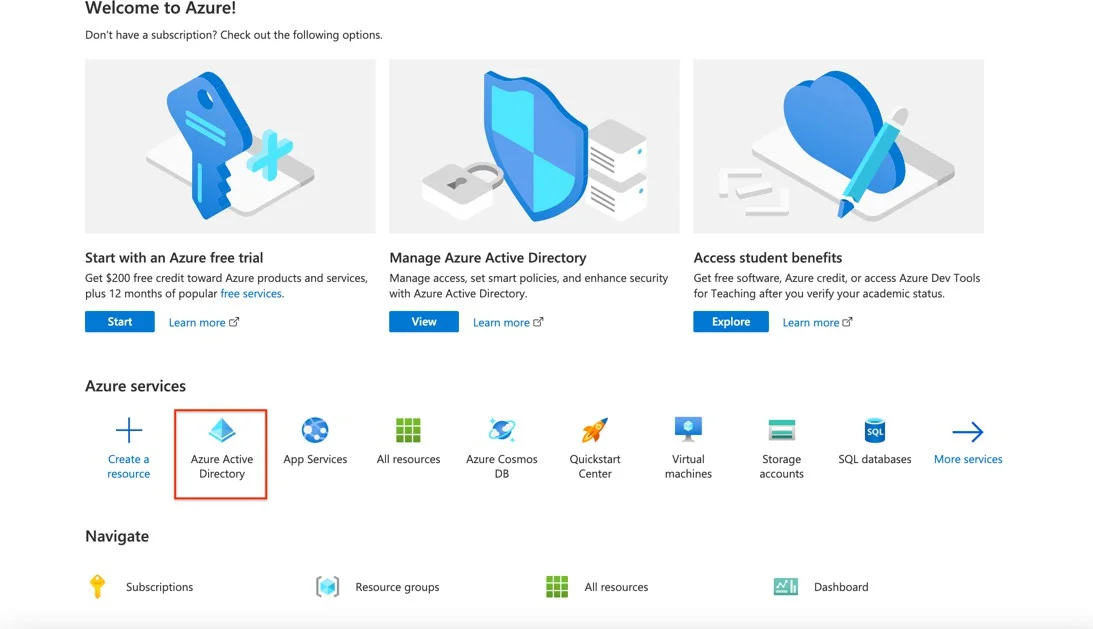 Welcome to Azure!
Don't have a subscription? Check out the following options.
Start with an Azure free trial
Get $200 free credit toward Azure products and services,
plus 12 months of popular free services.
Start
Learn more
Manage Azure Active Directory
Manage access, set smart policies, and enhance security
with Azure Active Directory.
View
Learn more
Access student benefits
Get free software, Azure credit, or access Azure Dev Tools
for Teaching after you verify your academic status.
Explore
Learn more
Azure services
Create a
resource
Azure Active
Directory
App Services
All resources
Azure Cosmos
DB
Quickstart
Center
Virtual
machines
Storage
accounts
SQL
SQL databases
More services
Navigate
Subscriptions
Resource groups
All resources
Dashboard